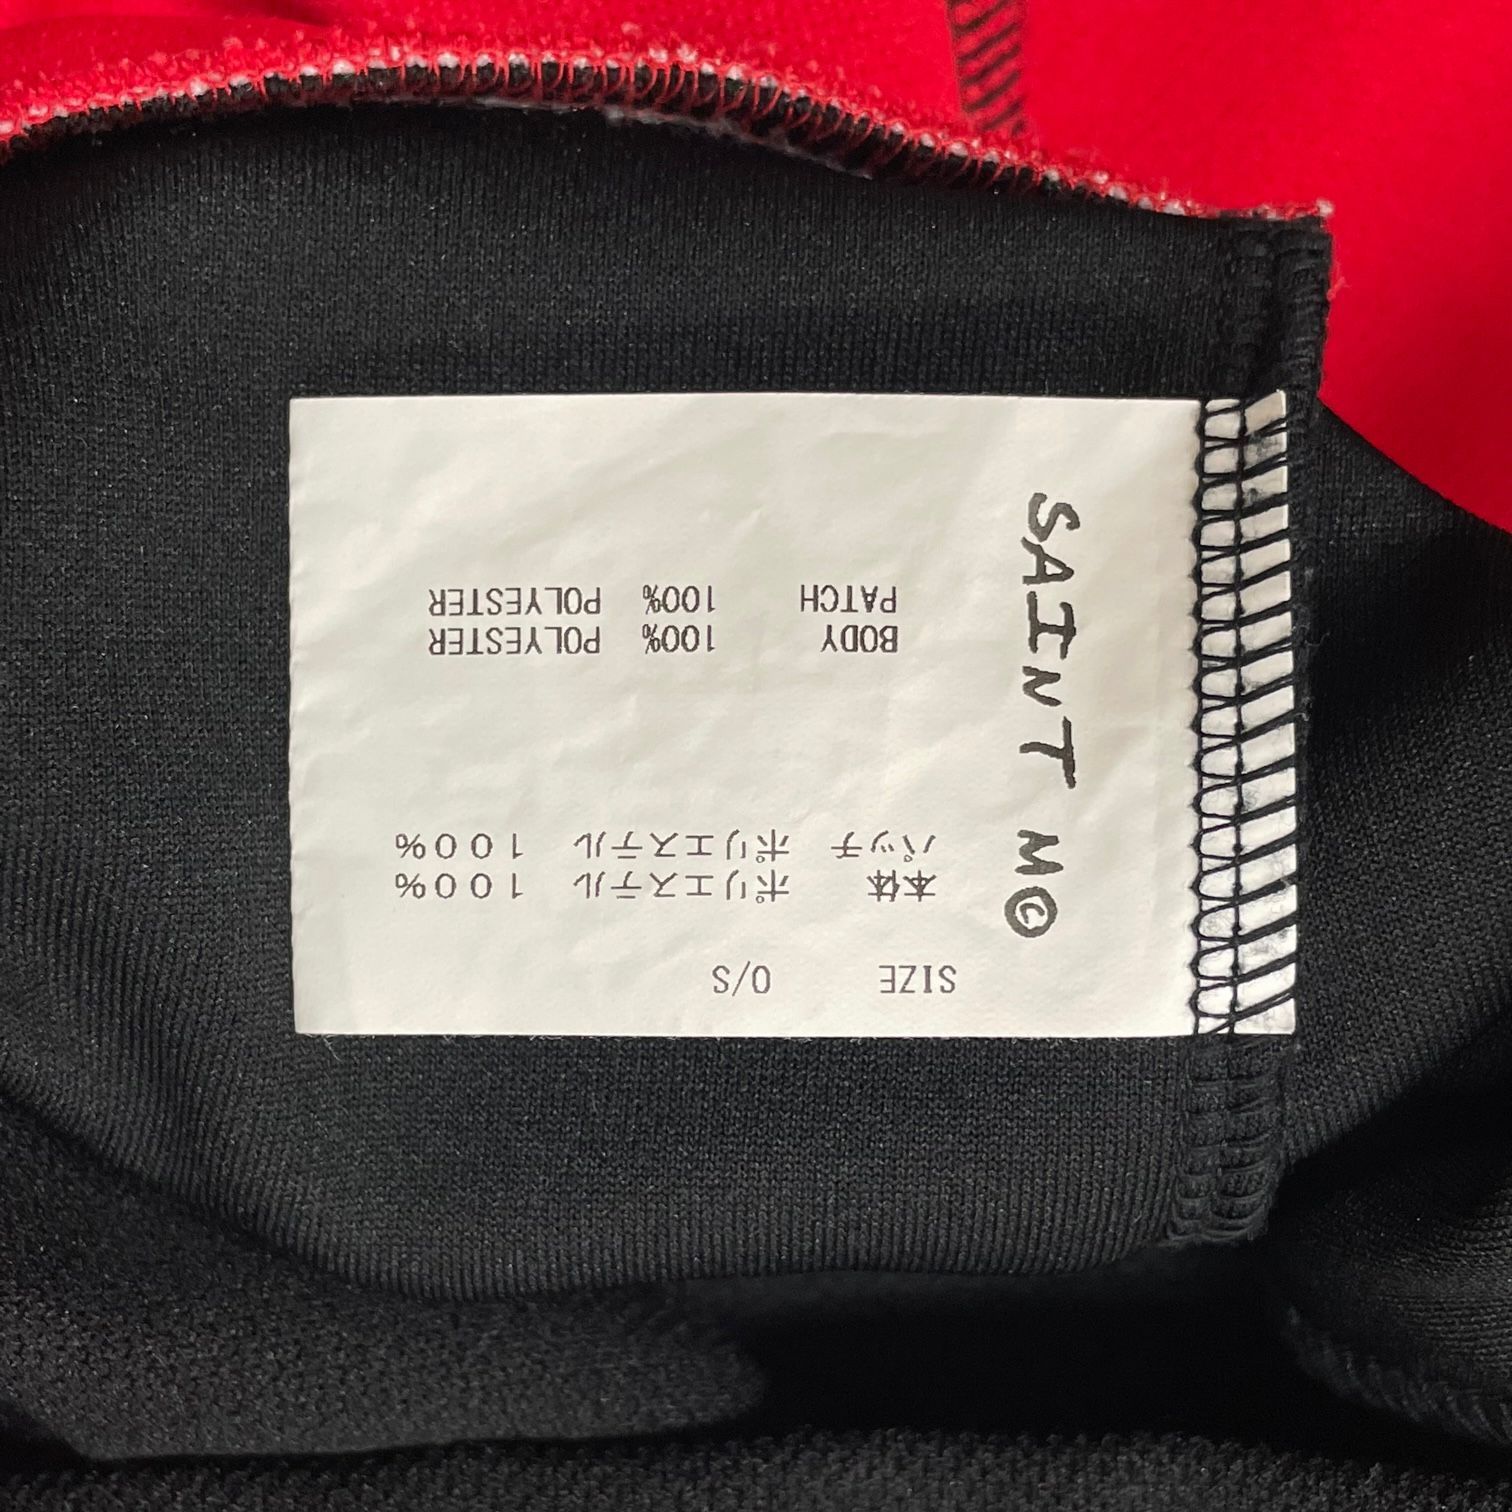 SAINT M©
SIZE O/S
本体 ポリエステル 100%
パッチ ポリエステル 100%
BODY 100% POLYESTER
PATCH 100% POLYESTER